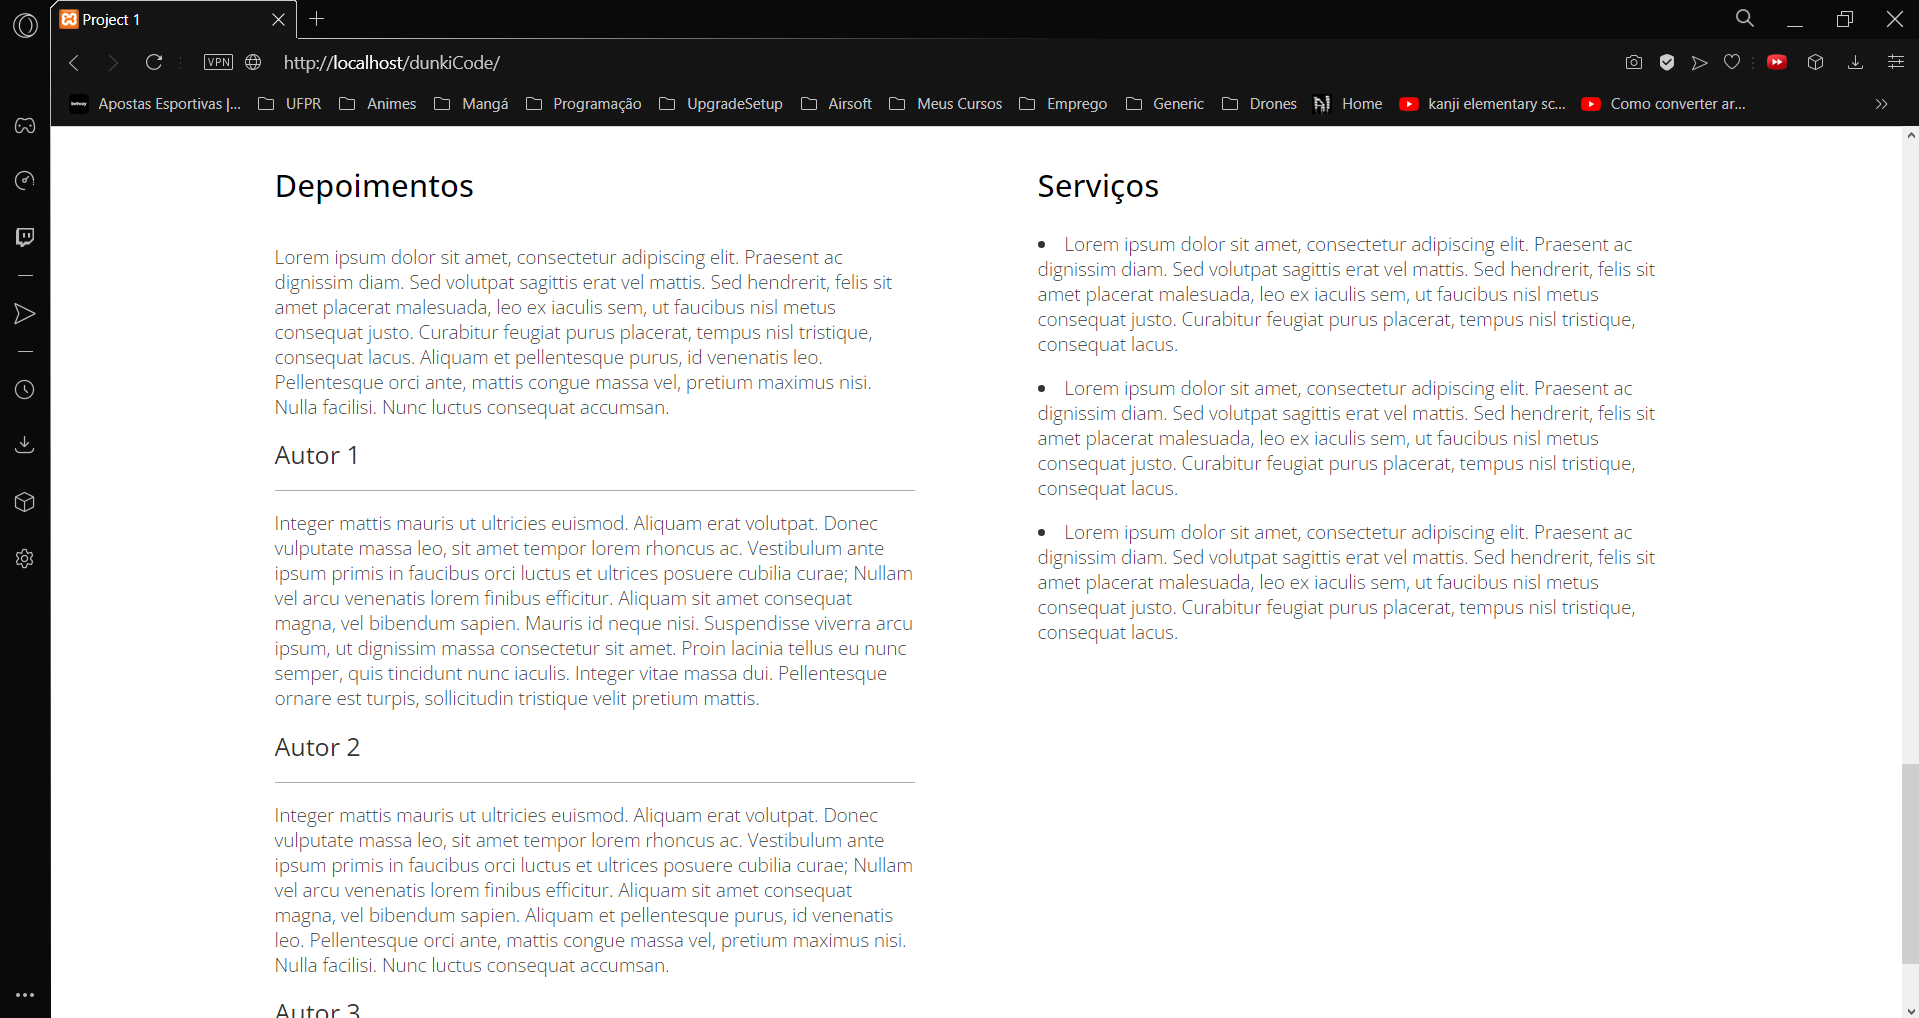 Project 1
VPN
http://localhost/dunkiCode/
Apostas Esportivas |...
UFPR
Animes
Mangá
Programação
UpgradeSetup
Airsoft
Meus Cursos
Emprego
Generic
Drones
Home
kanji elementary sc...
Como converter ar...
Depoimentos
Lorem ipsum dolor sit amet, consectetur adipiscing elit. Praesent ac
dignissim diam. Sed volutpat sagittis erat vel mattis. Sed hendrerit, felis sit
amet placerat malesuada, leo ex iaculis sem, ut faucibus nisl metus
consequat justo. Curabitur feugiat purus placerat, tempus nisl tristique,
consequat lacus. Aliquam et pellentesque purus, id venenatis leo.
Pellentesque orci ante, mattis congue massa vel, pretium maximus nisi.
Nulla facilisi. Nunc luctus consequat accumsan.
Autor 1
Integer mattis mauris ut ultricies euismod. Aliquam erat volutpat. Donec
vulputate massa leo, sit amet tempor lorem rhoncus ac. Vestibulum ante
ipsum primis in faucibus orci luctus et ultrices posuere cubilia curae; Nullam
vel arcu venenatis lorem finibus efficitur. Aliquam sit amet consequat
magna, vel bibendum sapien. Mauris id neque nisi. Suspendisse viverra arcu
ipsum, ut dignissim massa consectetur sit amet. Proin lacinia tellus eu nunc
semper, quis tincidunt nunc iaculis. Integer vitae massa dui. Pellentesque
ornare est turpis, sollicitudin tristique velit pretium mattis.
Autor 2
Integer mattis mauris ut ultricies euismod. Aliquam erat volutpat. Donec
vulputate massa leo, sit amet tempor lorem rhoncus ac. Vestibulum ante
ipsum primis in faucibus orci luctus et ultrices posuere cubilia curae; Nullam
vel arcu venenatis lorem finibus efficitur. Aliquam sit amet consequat
magna, vel bibendum sapien. Aliquam et pellentesque purus, id venenatis
leo. Pellentesque orci ante, mattis congue massa vel, pretium maximus nisi.
Nulla facilisi. Nunc luctus consequat accumsan.
Autor 3
Serviços
• Lorem ipsum dolor sit amet, consectetur adipiscing elit. Praesent ac
dignissim diam. Sed volutpat sagittis erat vel mattis. Sed hendrerit, felis sit
amet placerat malesuada, leo ex iaculis sem, ut faucibus nisl metus
consequat justo. Curabitur feugiat purus placerat, tempus nisl tristique,
consequat lacus.
• Lorem ipsum dolor sit amet, consectetur adipiscing elit. Praesent ac
dignissim diam. Sed volutpat sagittis erat vel mattis. Sed hendrerit, felis sit
amet placerat malesuada, leo ex iaculis sem, ut faucibus nisl metus
consequat justo. Curabitur feugiat purus placerat, tempus nisl tristique,
consequat lacus.
• Lorem ipsum dolor sit amet, consectetur adipiscing elit. Praesent ac
dignissim diam. Sed volutpat sagittis erat vel mattis. Sed hendrerit, felis sit
amet placerat malesuada, leo ex iaculis sem, ut faucibus nisl metus
consequat justo. Curabitur feugiat purus placerat, tempus nisl tristique,
consequat lacus.